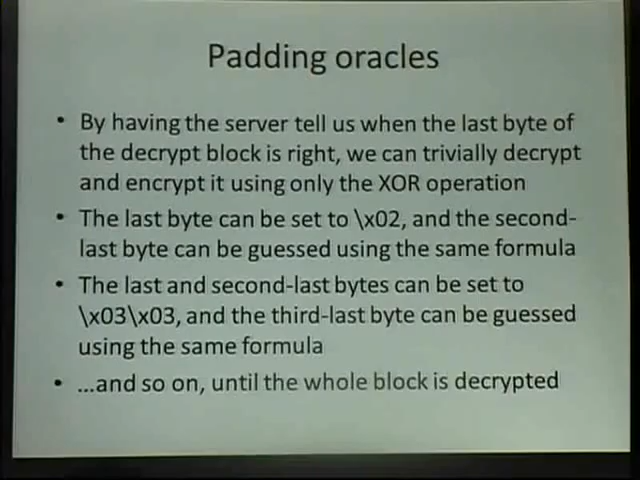 Padding oracles
• By having the server tell us when the last byte of
the decrypt block is right, we can trivially decrypt
and encrypt it using only the XOR operation
• The last byte can be set to \x02, and the second-
last byte can be guessed using the same formula
• The last and second-last bytes can be set to
\x03\x03, and the third-last byte can be guessed
using the same formula
• ...and so on, until the whole block is decrypted